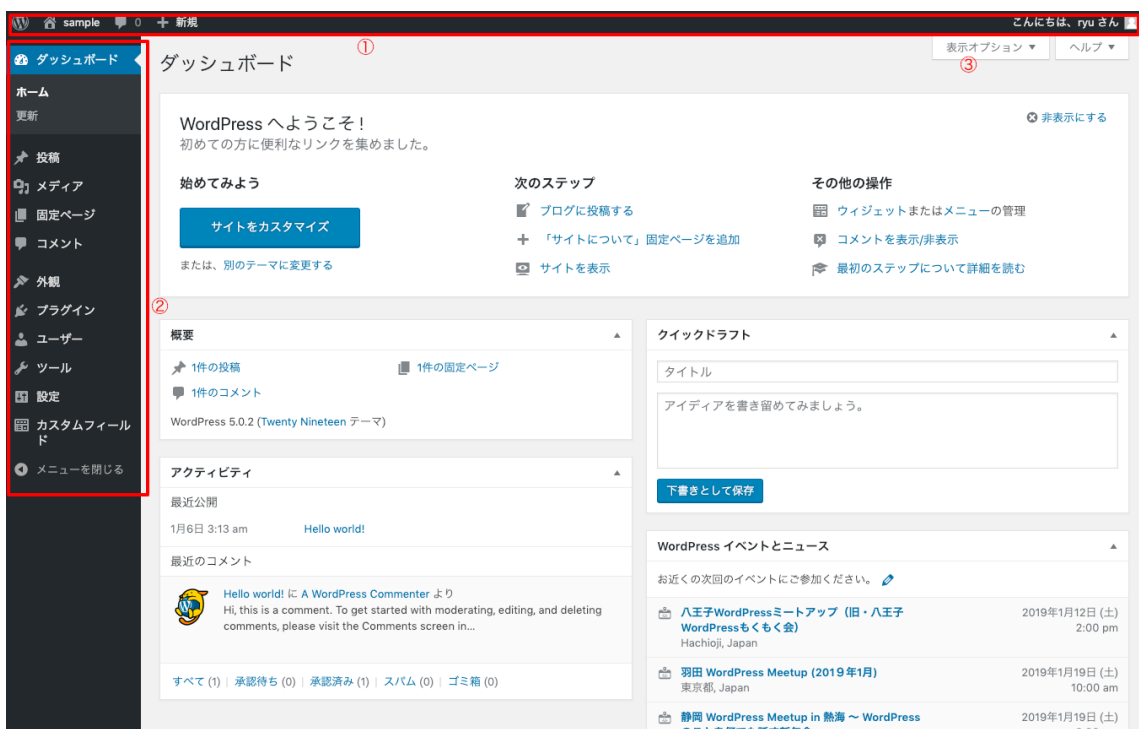 sample 0 + 新規
こんにちは、ryu さん
①
ダッシュボード
ホーム
更新
投稿
メディア
固定ページ
コメント
外観
プラグイン
ユーザー
ツール
設定
カスタムフィール
ド
メニューを閉じる
②
ダッシュボード
表示オプション ▼
ヘルプ ▼
③
WordPress へようこそ !
初めての方に便利なリンクを集めました。
非表示にする
始めてみよう
サイトをカスタマイズ
または、別のテーマに変更する
次のステップ
ブログに投稿する
「サイトについて」固定ページを追加
サイトを表示
その他の操作
ウィジェットまたはメニューの管理
コメントを表示/非表示
最初のステップについて詳細を読む
概要
1件の投稿
1件の固定ページ
1件のコメント
WordPress 5.0.2 (Twenty Nineteen テーマ)
アクティビティ
最近公開
1月6日 3:13 am Hello world!
最近のコメント
Hello world! に A WordPress Commenter より
Hi, this is a comment. To get started with moderating, editing, and deleting
comments, please visit the Comments screen in...
すべて (1) | 承認待ち (0) | 承認済み (1) | スパム (0) | ゴミ箱 (0)
クイックドラフト
タイトル
アイディアを書き留めてみましょう。
下書きとして保存
WordPress イベントとニュース
お近くの次回のイベントにご参加ください。
八王子WordPressミートアップ（旧・八王子
WordPressもくもく会）
Hachioji, Japan
2019年1月12日 (土)
2:00 pm
羽田 WordPress Meetup (2019年1月)
東京都, Japan
2019年1月19日 (土)
10:00 am
静岡 WordPress Meetup in 熱海 〜 WordPress
2019年1月19日 (土)